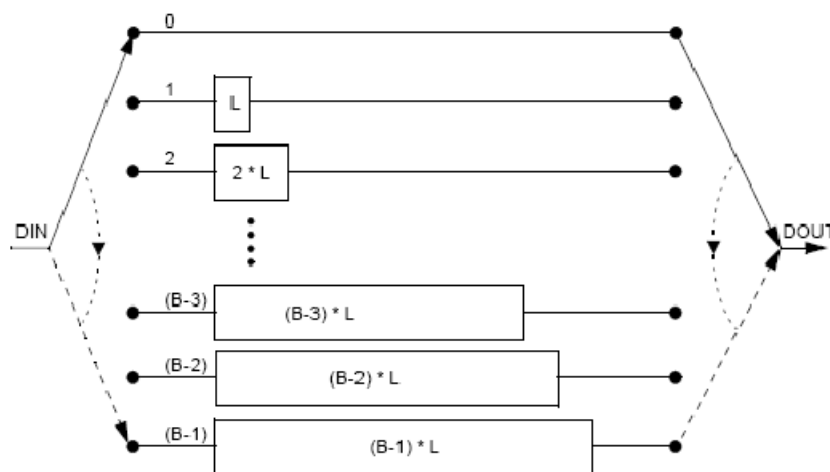 0
1
L
2
2 * L
DIN
DOUT
(B-3)
(B-3) * L
(B-2)
(B-2) * L
(B-1)
(B-1) * L